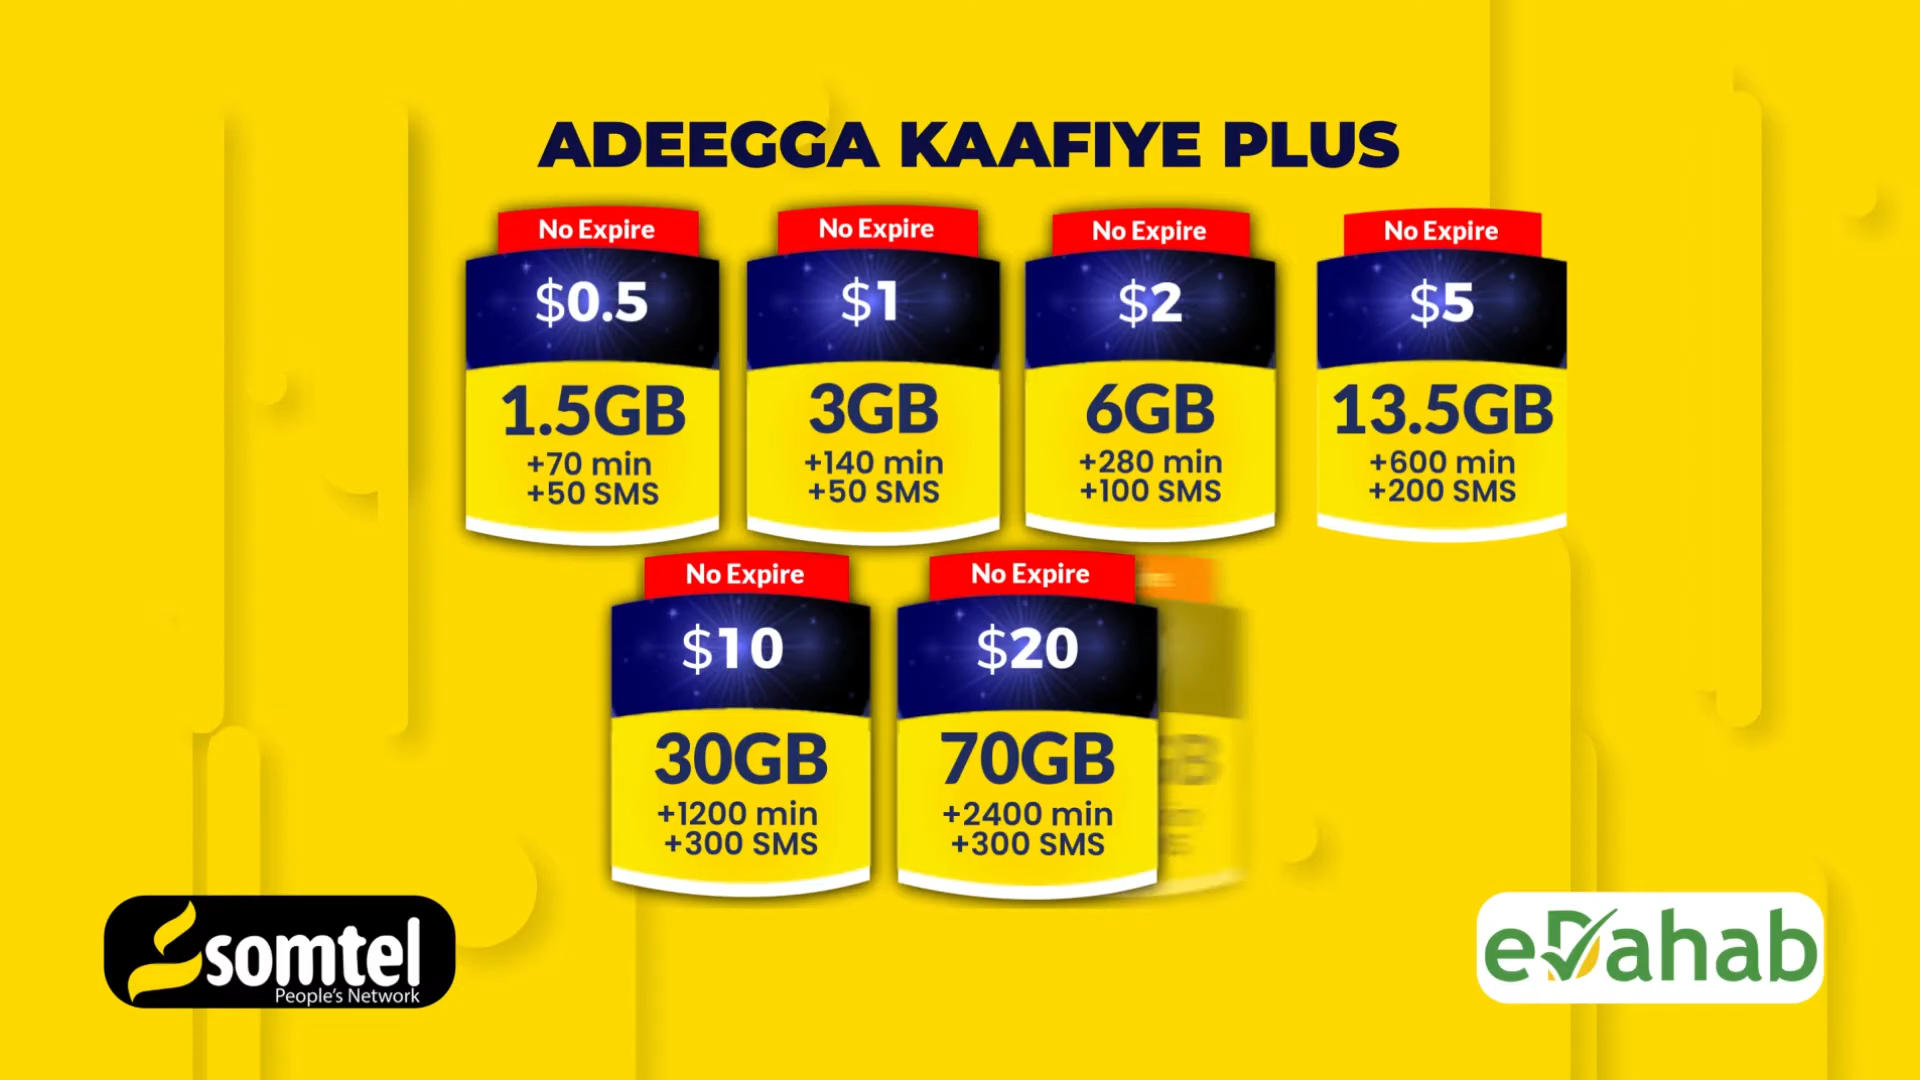 ADEEGGA KAAFIYE PLUS
No Expire
$0.5
1.5GB
+70 min
+50 SMS
No Expire
$1
3GB
+140 min
+50 SMS
No Expire
$2
6GB
+280 min
+100 SMS
No Expire
$5
13.5GB
+600 min
+200 SMS
No Expire
$10
30GB
+1200 min
+300 SMS
No Expire
$20
70GB
+2400 min
+300 SMS
somtel
People's Network
eDahab